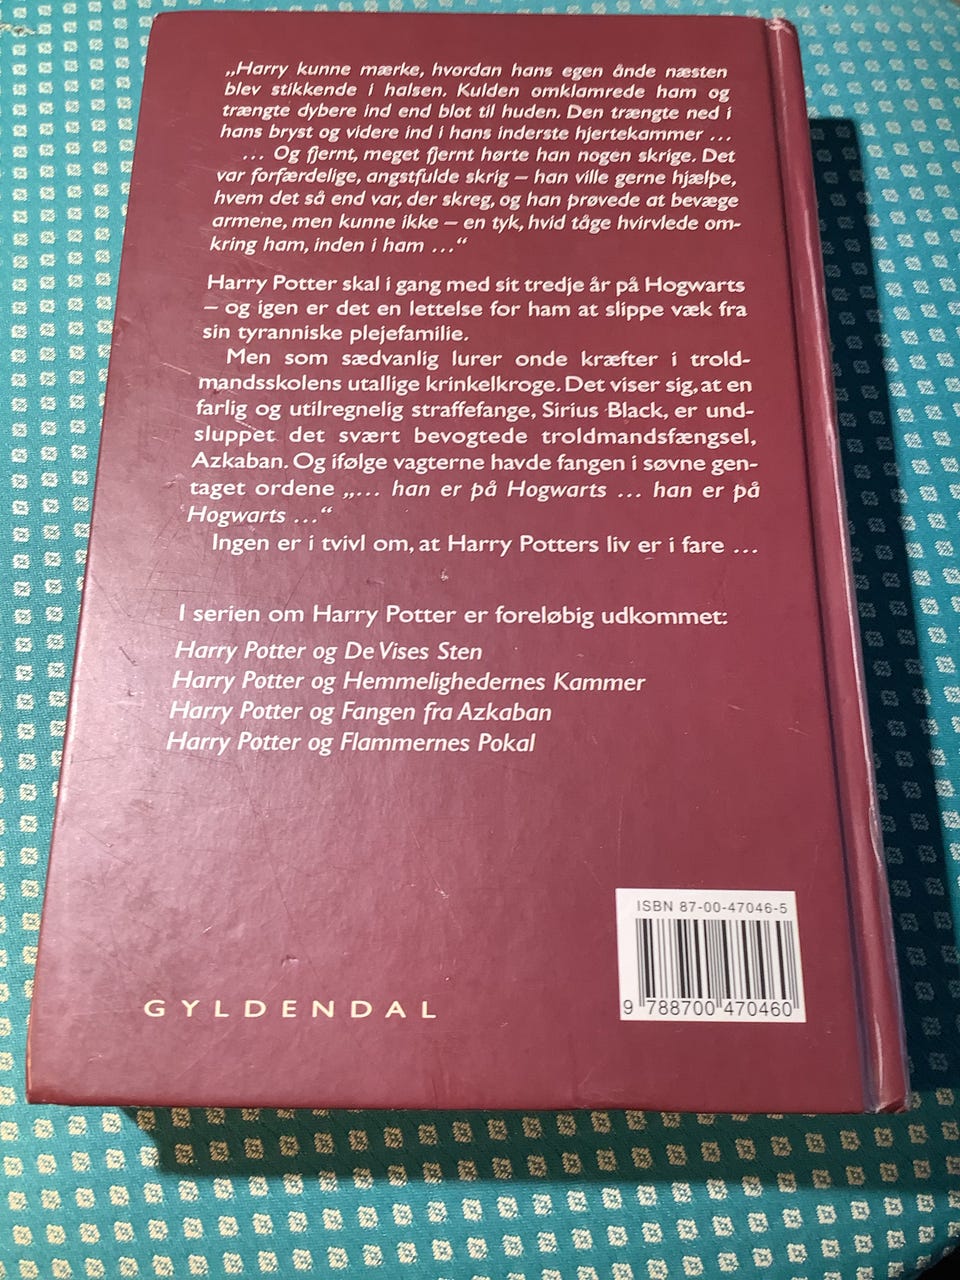 „Harry kunne mærke, hvordan hans egen ånde næsten
blev stikkende i halsen. Kulden omklamrede ham og
trængte dybere ind end blot til huden. Den trængte ned i
hans bryst og videre ind i hans inderste hjertekammer …
… Og fjernt, meget fjernt hørte han nogen skrige. Det
var forfærdelige, angstfulde skrig – han ville gerne hjælpe,
hvem det så end var, der skreg, og han prøvede at bevæge
armene, men kunne ikke – en tyk, hvid tåge hvirvlede om-
kring ham, inden i ham …“
Harry Potter skal i gang med sit tredje år på Hogwarts
– og igen er det en lettelse for ham at slippe væk fra
sin tyranniske plejefamilie.
Men som sædvanlig lurer onde kræfter i trold-
mandsskolens utallige krinkelkroge. Det viser sig, at en
farlig og utilregnelig straffefange, Sirius Black, er und-
sluppet det svært bevogtede troldmandsfængsel,
Azkaban. Og ifølge vagterne havde fangen i søvne gen-
taget ordene „… han er på Hogwarts … han er på
Hogwarts …“
Ingen er i tvivl om, at Harry Potters liv er i fare …
I serien om Harry Potter er foreløbig udkommet:
Harry Potter og De Vises Sten
Harry Potter og Hemmelighedernes Kammer
Harry Potter og Fangen fra Azkaban
Harry Potter og Flammernes Pokal
ISBN 87-00-47046-5
9 788700 470460
GYLDENDAL